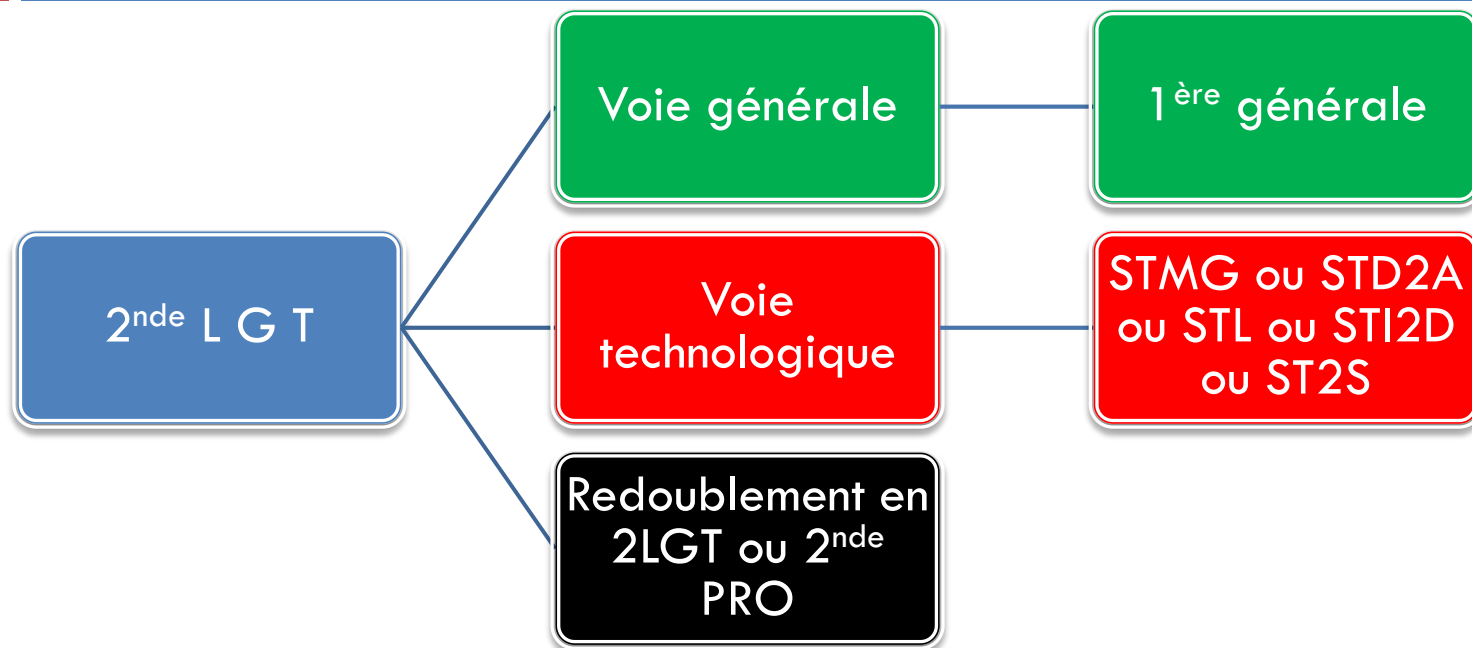 Voie générale
1ère générale
2nde L G T
Voie
technologique
STMG ou STD2A
ou STL ou STI2D
ou ST2S
Redoublement en
2LGT ou 2nde
PRO